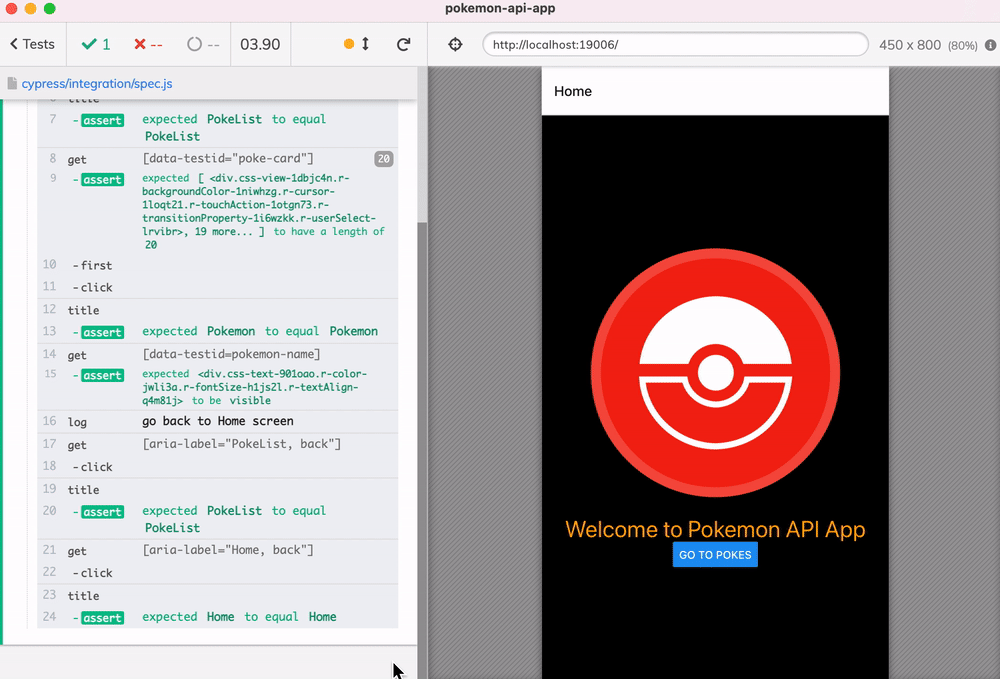 pokemon-api-app
Tests
1
--
--
03.90
http://localhost:19006/
450 x 800 (80%)
cypress/integration/spec.js
6 title
7 -assert expected PokeList to equal
PokeList
8 get [data-testid="poke-card"] 20
9 -assert expected [ <div.css-view-1dbjc4n.r-
backgroundColor-1niwhzg.r-cursor-
1loqt21.r-touchAction-1otgn73.r-
transitionProperty-1i6wzkk.r-userSelect-
lrvibr>, 19 more... ] to have a length of
20
10 -first
11 -click
12 title
13 -assert expected Pokemon to equal Pokemon
14 get [data-testid=pokemon-name]
15 -assert expected <div.css-text-901oao.r-color-
jwli3a.r-fontSize-h1js2l.r-textAlign-
q4m81j> to be visible
16 log go back to Home screen
17 get [aria-label="PokeList, back"]
18 -click
19 title
20 -assert expected PokeList to equal
PokeList
21 get [aria-label="Home, back"]
22 -click
23 title
24 -assert expected Home to equal Home
Home
Welcome to Pokemon API App
GO TO POKES